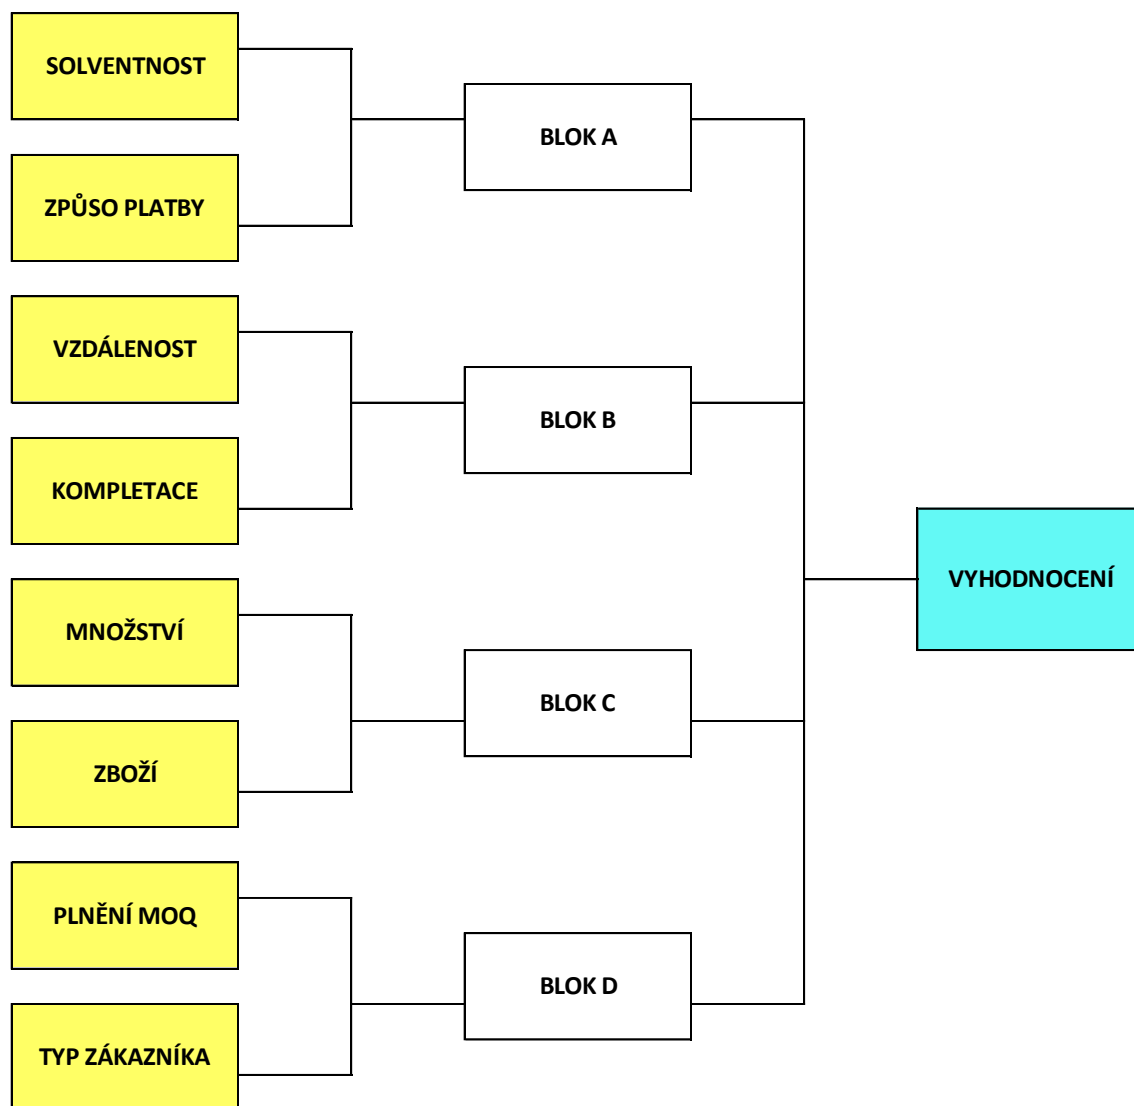 SOLVENTNOST
ZPŮSO PLATBY
BLOK A
VZDÁLENOST
KOMPLETACE
BLOK B
MNOŽSTVÍ
ZBOŽÍ
BLOK C
PLNĚNÍ MOQ
TYP ZÁKAZNÍKA
BLOK D
VYHODNOCENÍ